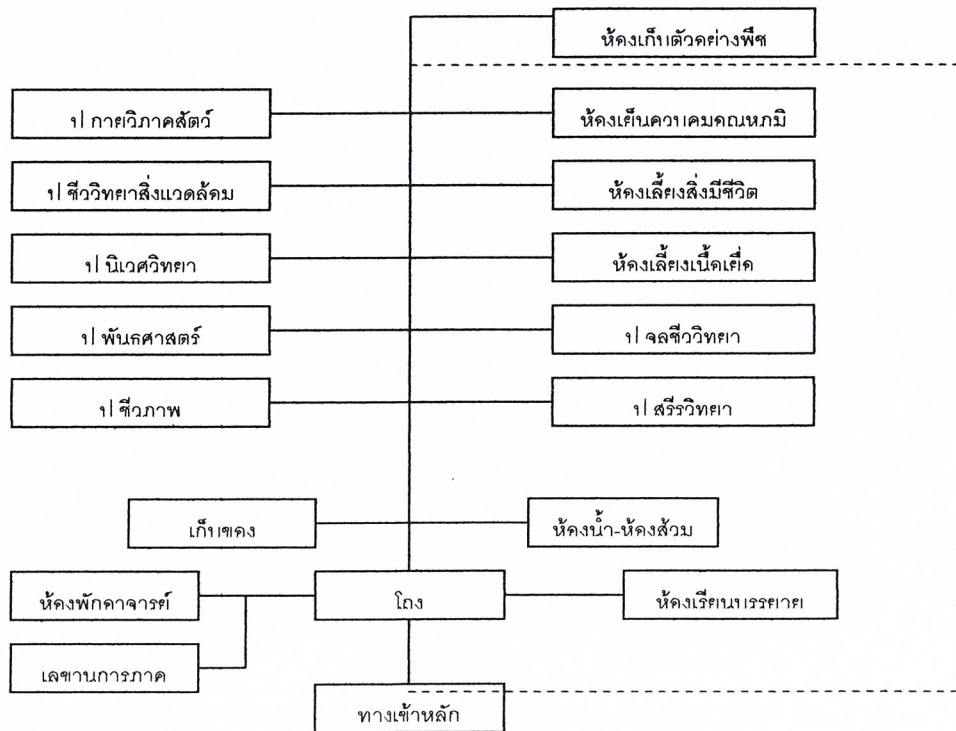 ห้องเก็บตัวอย่างพืช
ป กายวิภาคสัตว์
ห้องเย็นควบคุมอุณหภูมิ
ป ชีววิทยาสิ่งแวดล้อม
ห้องเลี้ยงสิ่งมีชีวิต
ป นิเวศวิทยา
ห้องเลี้ยงเนื้อเยื่อ
ป พันธุศาสตร์
ป จุลชีววิทยา
ป ชีวภาพ
ป สรีรวิทยา
เก็บของ
ห้องน้ำ-ห้องส้วม
ห้องพักอาจารย์
โถง
ห้องเรียนบรรยาย
เลขานุการภาค
ทางเข้าหลัก